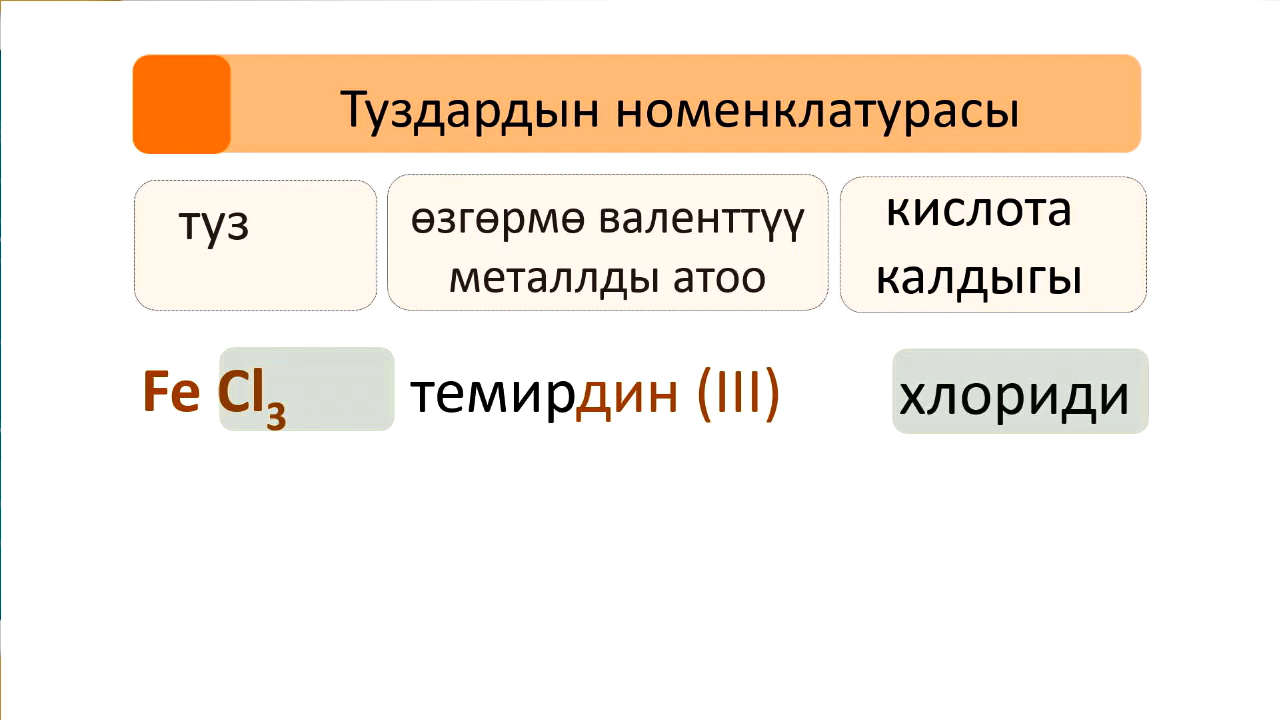 Туздардын номенклатурасы
туз
өзгөрмө валенттүү
металлды атоо
кислота
калдыгы
Fe Cl₃ темирдин (III) хлориди